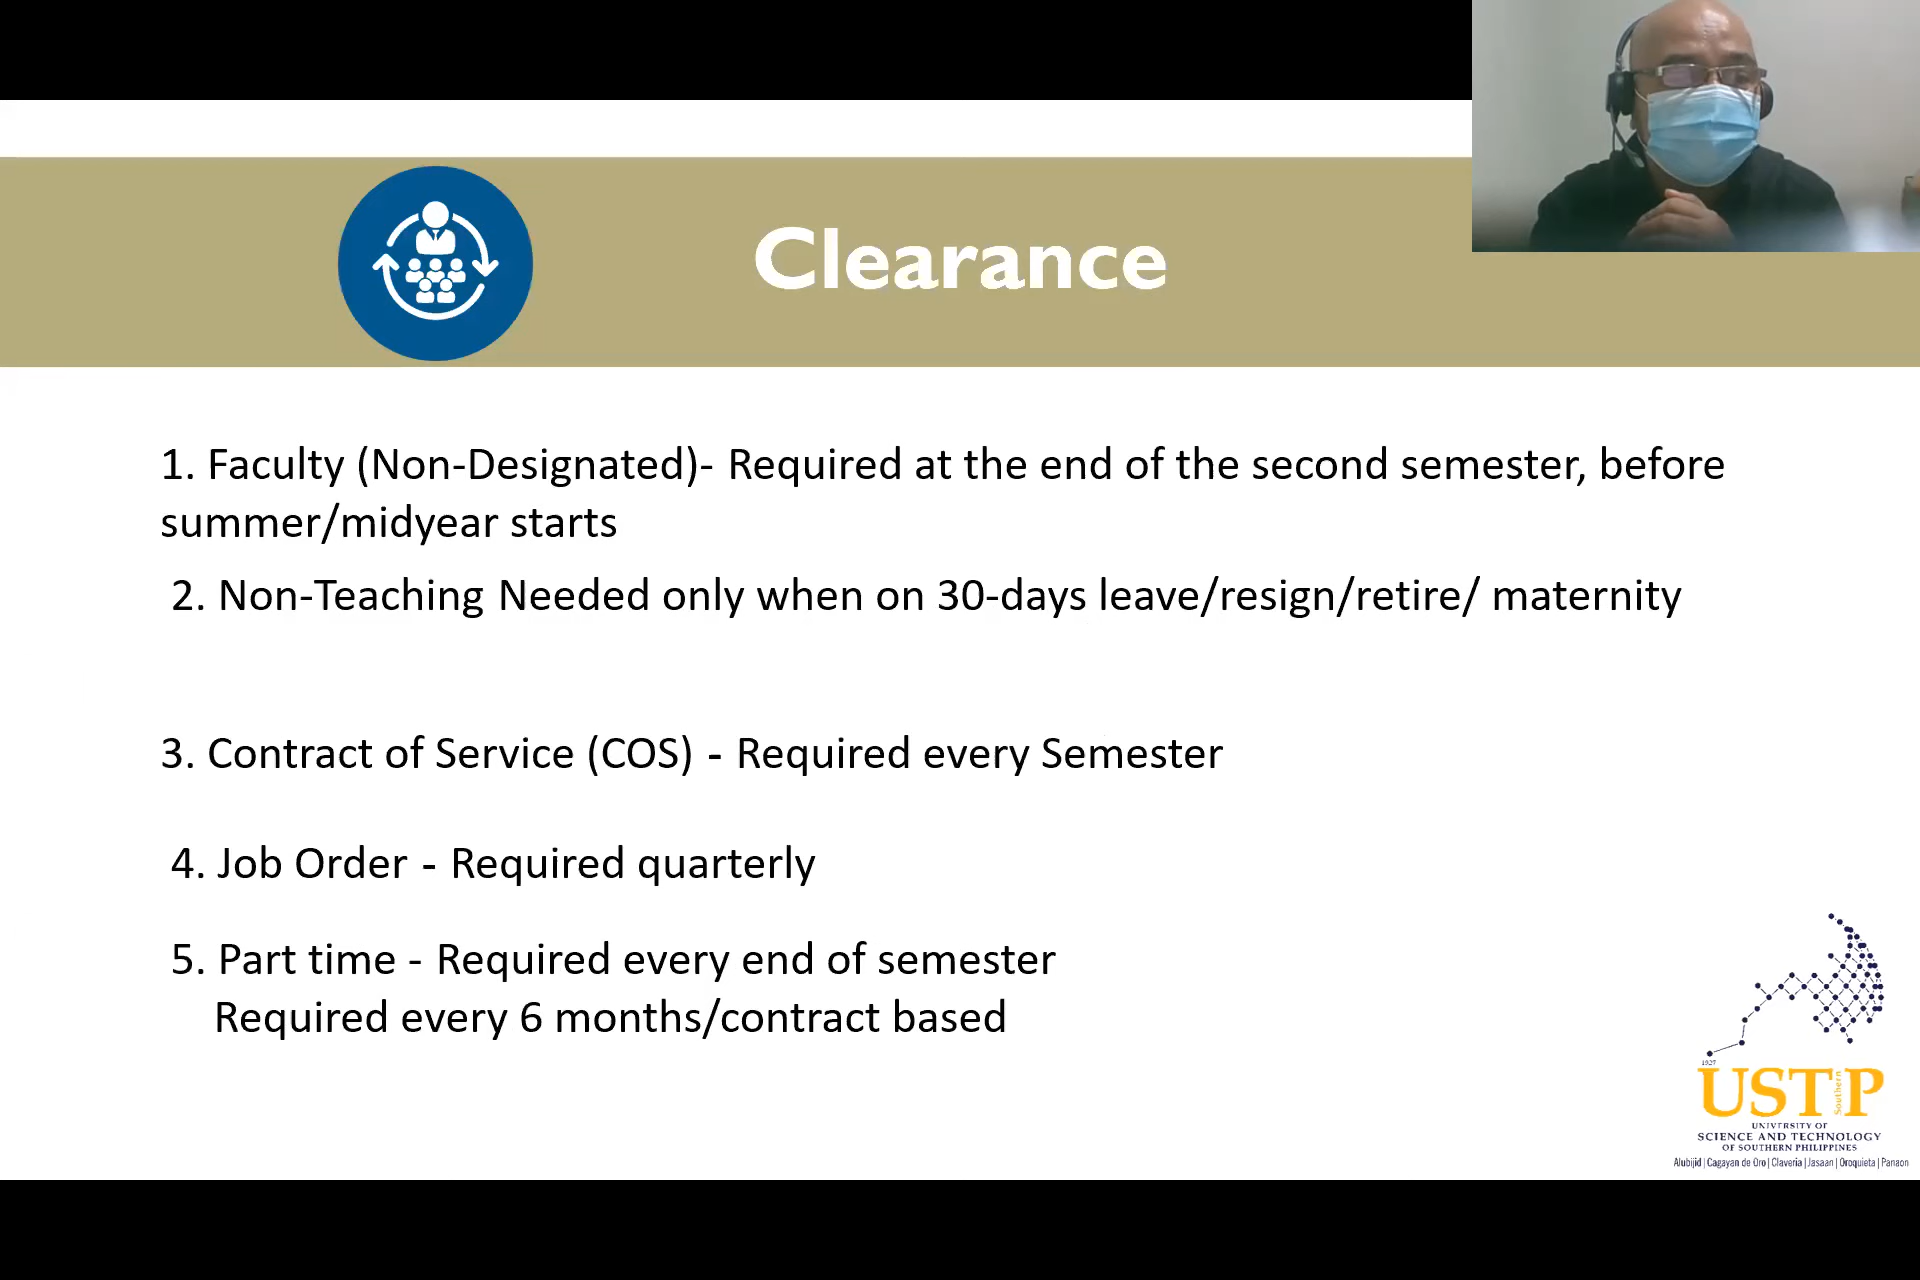 Clearance
1. Faculty (Non-Designated)- Required at the end of the second semester, before
summer/midyear starts
2. Non-Teaching Needed only when on 30-days leave/resign/retire/ maternity
3. Contract of Service (COS) - Required every Semester
4. Job Order - Required quarterly
5. Part time - Required every end of semester
Required every 6 months/contract based
1927
USTP
Southern
UNIVERSITY OF
SCIENCE AND TECHNOLOGY
OF SOUTHERN PHILIPPINES
Alubijid | Cagayan de Oro | Claveria | Jasaan | Oroquieta | Panaon